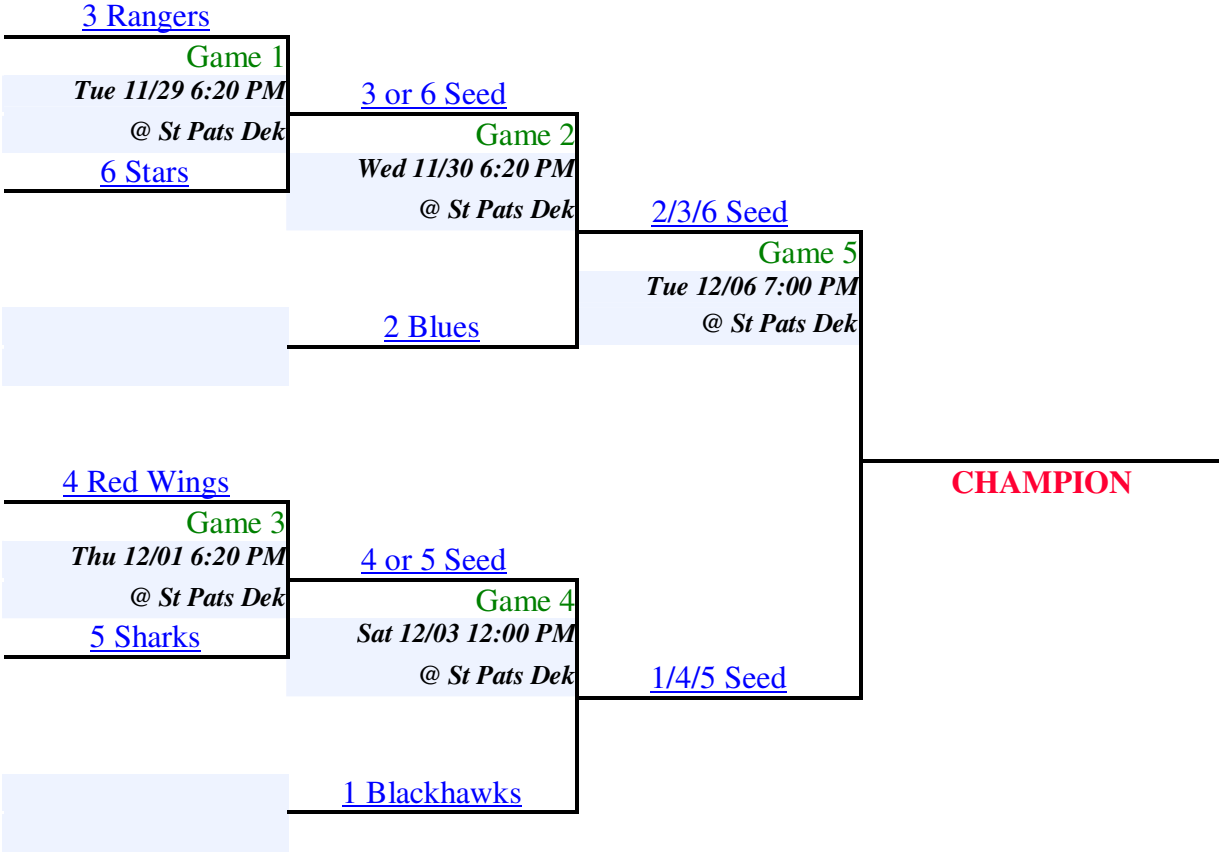 3 Rangers
Game 1
Tue 11/29 6:20 PM
@ St Pats Dek
6 Stars
3 or 6 Seed
Game 2
Wed 11/30 6:20 PM
@ St Pats Dek
2 Blues
2/3/6 Seed
Game 5
Tue 12/06 7:00 PM
@ St Pats Dek
CHAMPION
4 Red Wings
Game 3
Thu 12/01 6:20 PM
@ St Pats Dek
5 Sharks
4 or 5 Seed
Game 4
Sat 12/03 12:00 PM
@ St Pats Dek
1/4/5 Seed
1 Blackhawks